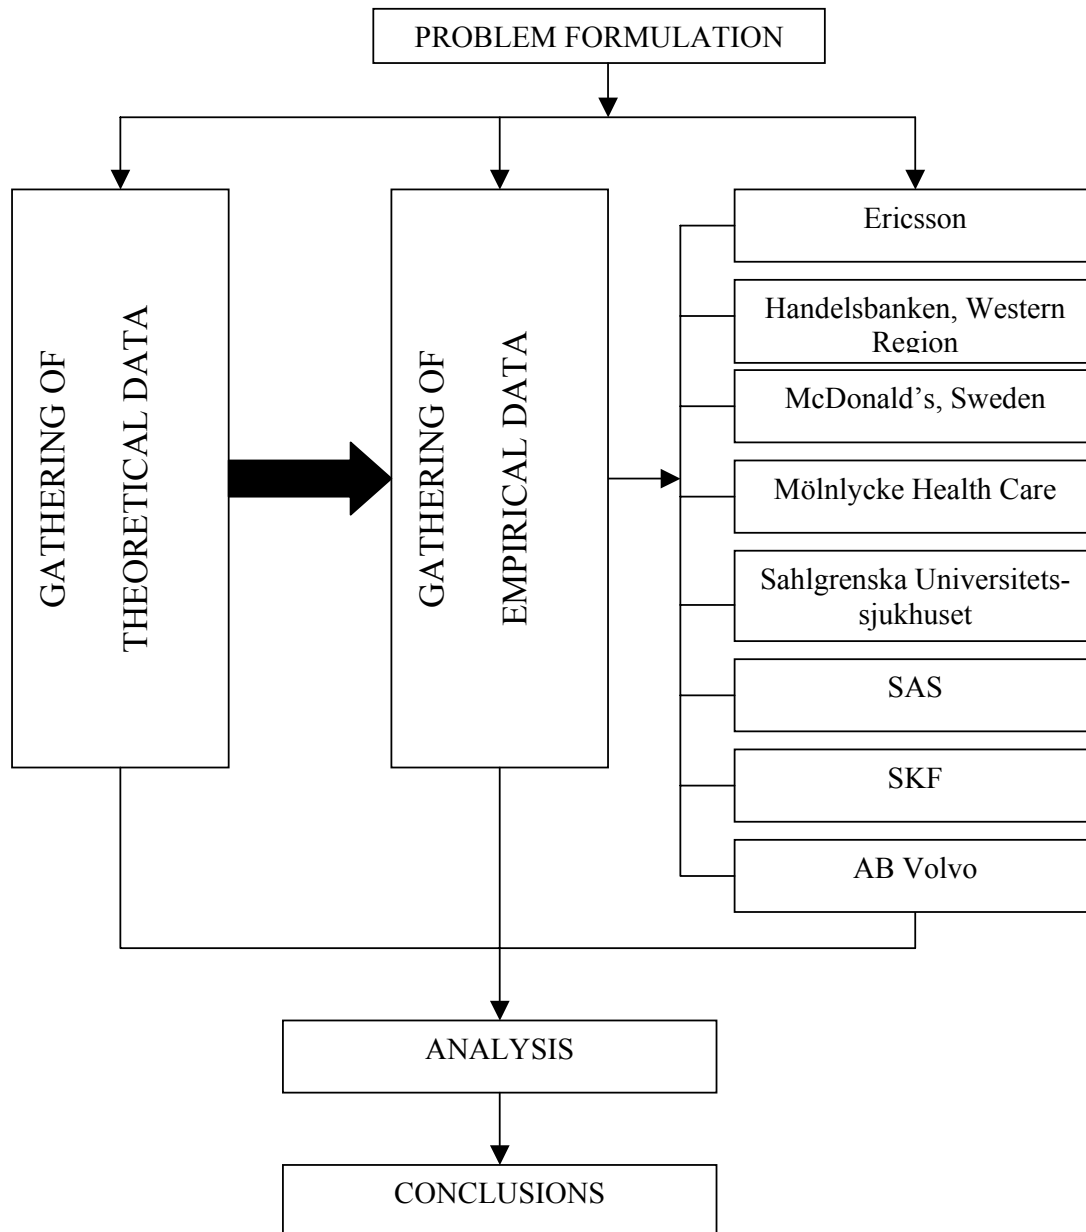 PROBLEM FORMULATION
GATHERING OF
THEORETICAL DATA
GATHERING OF
EMPIRICAL DATA
Ericsson
Handelsbanken, Western
Region
McDonald’s, Sweden
Mölnlycke Health Care
Sahlgrenska Universitets-
sjukhuset
SAS
SKF
AB Volvo
ANALYSIS
CONCLUSIONS